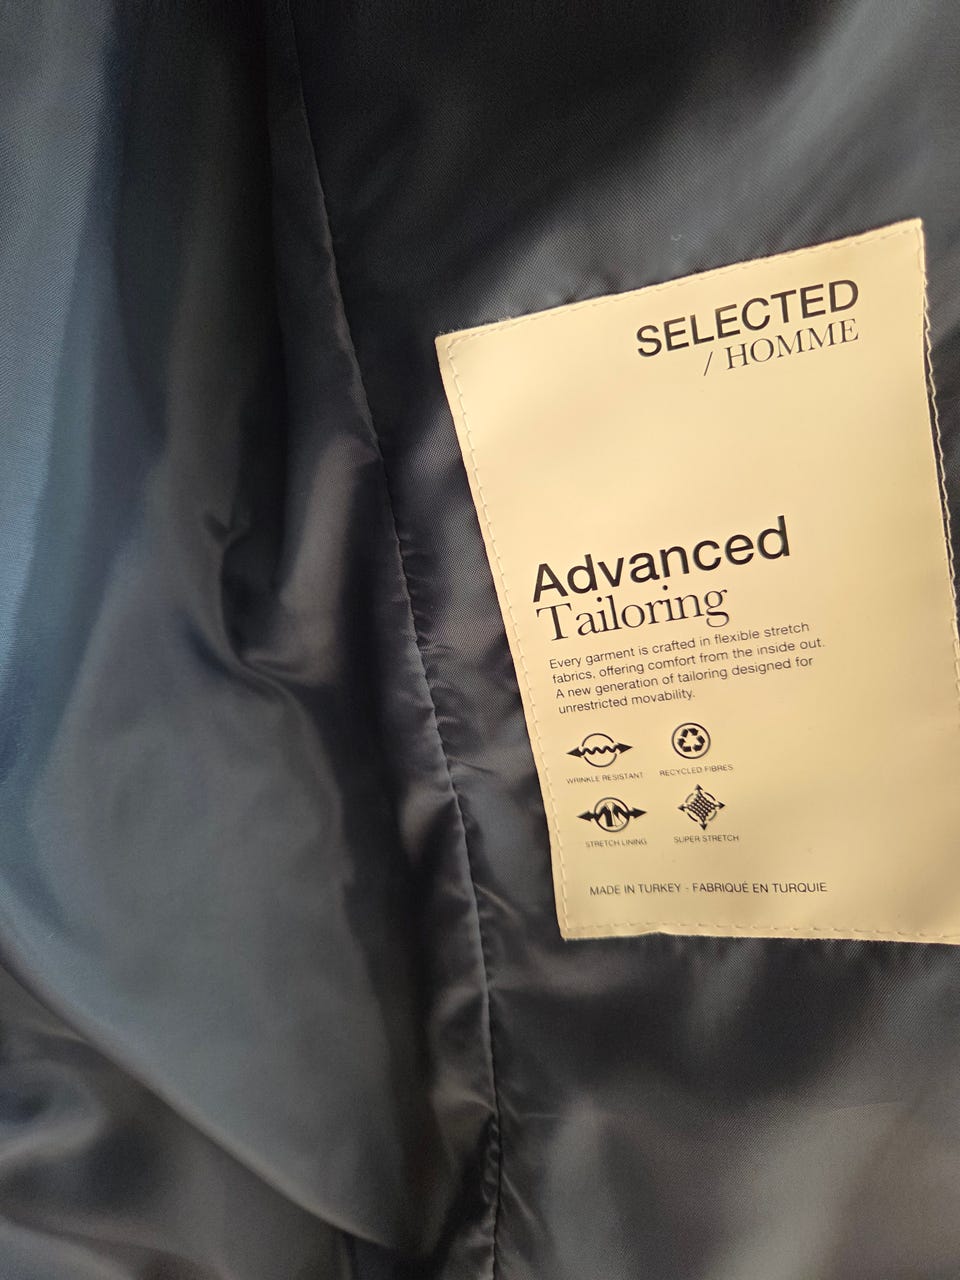 SELECTED
/ HOMME
Advanced
Tailoring
Every garment is crafted in flexible stretch
fabrics, offering comfort from the inside out.
A new generation of tailoring designed for
unrestricted movability.
WRINKLE RESISTANT RECYCLED FIBRES
STRETCH LINING SUPER STRETCH
MADE IN TURKEY - FABRIQUÉ EN TURQUIE